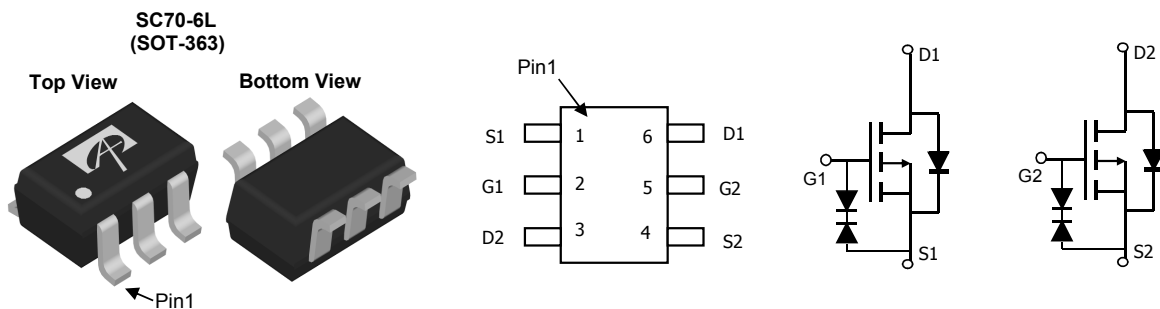 SC70-6L
(SOT-363)
Top View
Bottom View
Pin1
Pin1
S1 1 6 D1
G1 2 5 G2
D2 3 4 S2
D1
G1
S1
D2
G2
S2